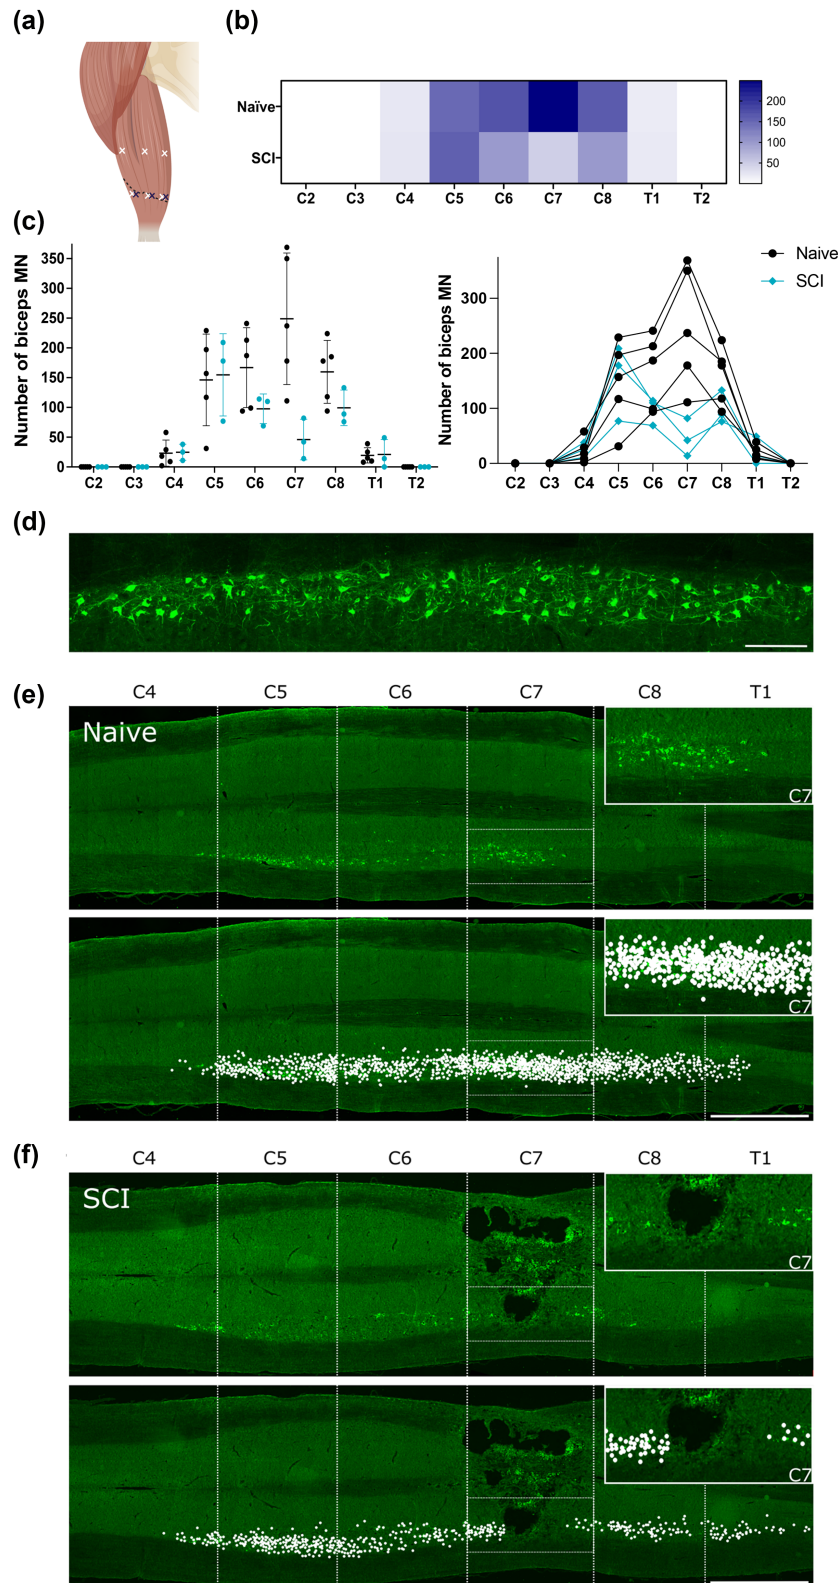 (a)
(b)
Naïve
SCI
C2 C3 C4 C5 C6 C7 C8 T1 T2
200
150
100
50
(c)
Number of biceps MN
350
300
250
200
150
100
50
0
C2 C3 C4 C5 C6 C7 C8 T1 T2
Number of biceps MN
300
200
100
0
C2 C3 C4 C5 C6 C7 C8 T1 T2
Naive
SCI
(d)
(e)
C4 C5 C6 C7 C8 T1
Naive
C7
C7
(f)
C4 C5 C6 C7 C8 T1
SCI
C7
C7